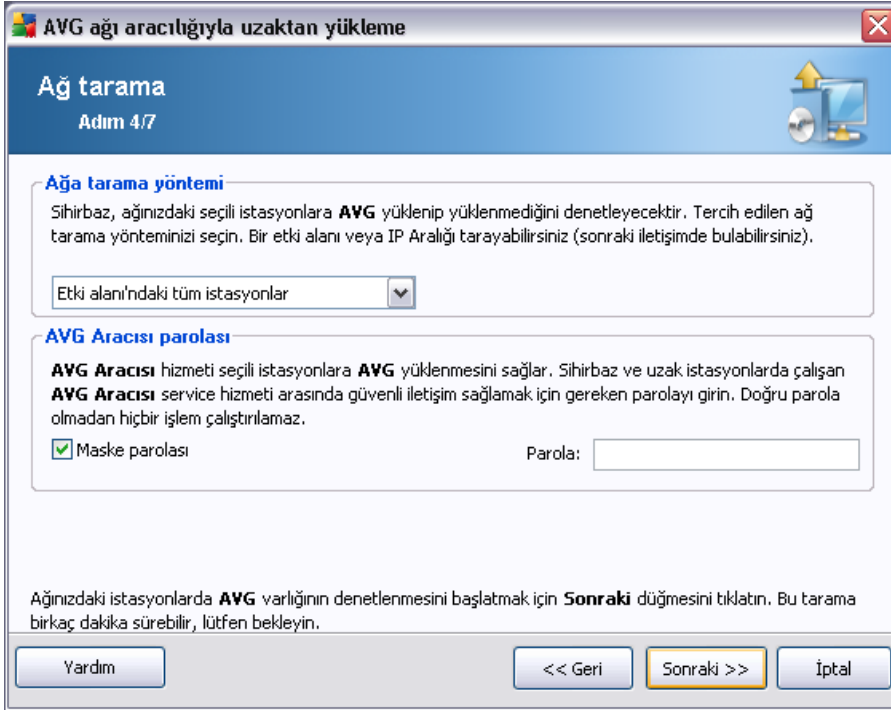 AVG ağı aracılığıyla uzaktan yükleme
Ağ tarama
Adım 4/7
Ağa tarama yöntemi
Sihirbaz, ağınızdaki seçili istasyonlara AVG yüklenip yüklenmediğini denetleyecektir. Tercih edilen ağ
tarama yönteminizi seçin. Bir etki alanı veya IP Aralığı tarayabilirsiniz (sonraki iletişimde bulabilirsiniz).
Etki alanı'ndaki tüm istasyonlar
AVG Aracısı parolası
AVG Aracısı hizmeti seçili istasyonlara AVG yüklenmesini sağlar. Sihirbaz ve uzak istasyonlarda çalışan
AVG Aracısı service hizmeti arasında güvenli iletişim sağlamak için gereken parolayı girin. Doğru parola
olmadan hiçbir işlem çalıştırılamaz.
Maske parolası
Parola:
Ağınızdaki istasyonlarda AVG varlığının denetlenmesini başlatmak için Sonraki düğmesini tıklatın. Bu tarama
birkaç dakika sürebilir, lütfen bekleyin.
Yardım
<< Geri
Sonraki >>
İptal